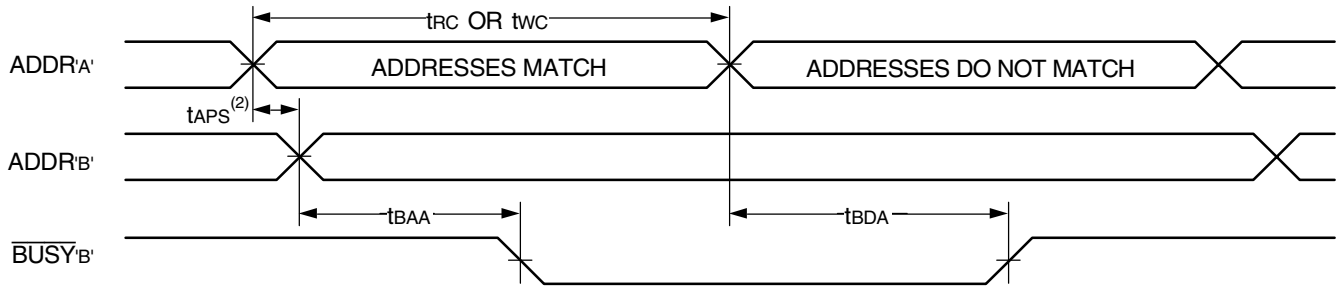 tRC OR tWC
ADDR'A'
ADDRESSES MATCH
ADDRESSES DO NOT MATCH
tAPS(2)
ADDR'B'
tBAA
tBDA
BUSY'B'